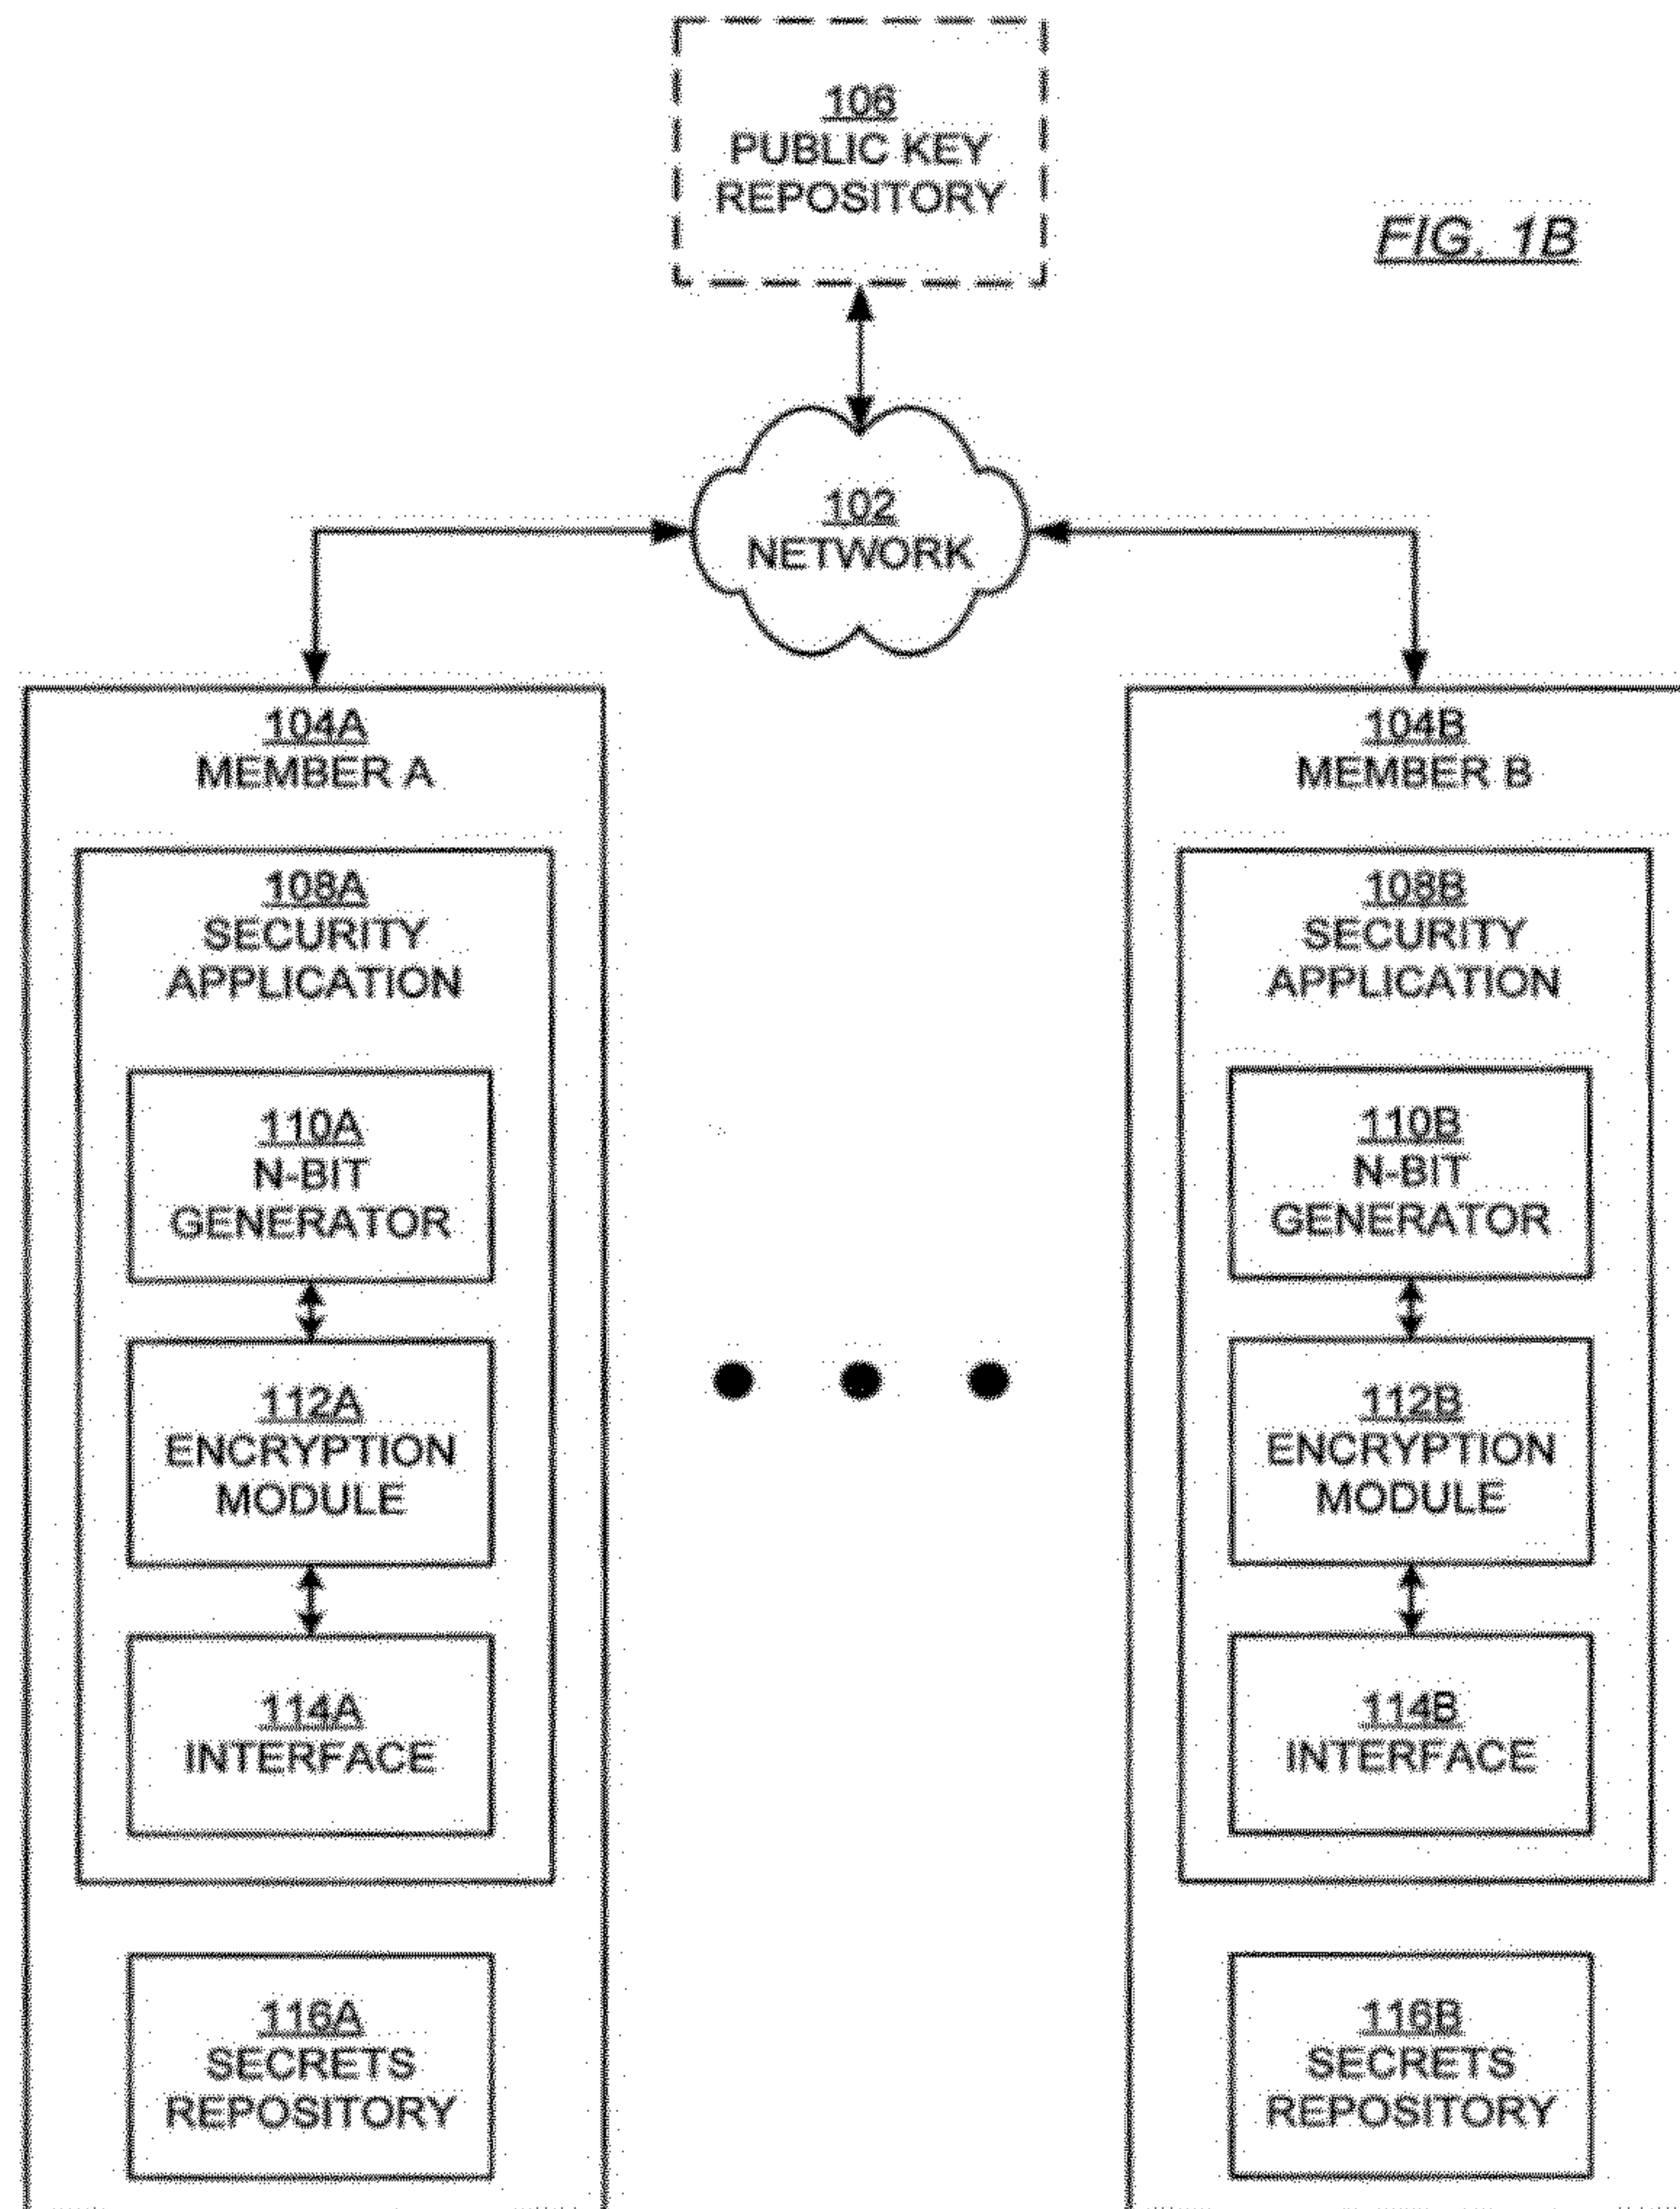 106
PUBLIC KEY
REPOSITORY
FIG. 1B
102
NETWORK
104A
MEMBER A
108A
SECURITY
APPLICATION
110A
N-BIT
GENERATOR
112A
ENCRYPTION
MODULE
114A
INTERFACE
116A
SECRETS
REPOSITORY
104B
MEMBER B
108B
SECURITY
APPLICATION
110B
N-BIT
GENERATOR
112B
ENCRYPTION
MODULE
114B
INTERFACE
116B
SECRETS
REPOSITORY